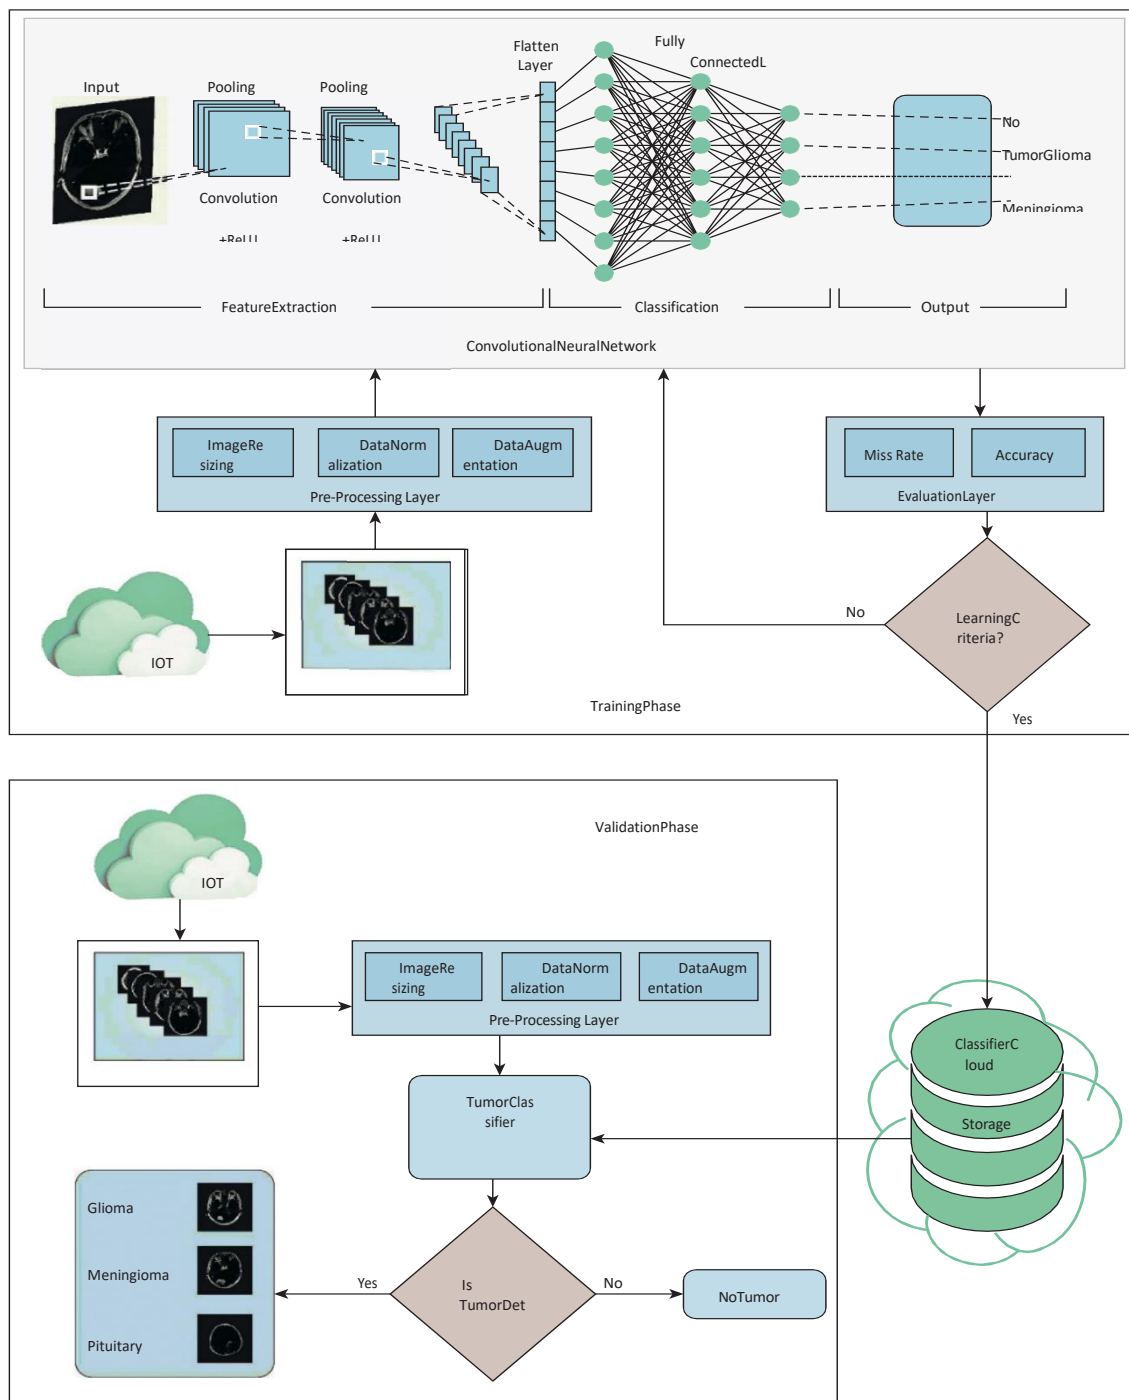 Fully
Flatten
Layer
ConnectedL
Input
Pooling
Pooling
No
TumorGlioma
Convolution
Convolution
Meningioma
FeatureExtraction
Classification
Output
ConvolutionalNeuralNetwork
ImageRe
sizing
DataNorm
alization
DataAugm
entation
Pre-Processing Layer
Miss Rate
Accuracy
EvaluationLayer
IOT
No
LearningC
riteria?
TrainingPhase
Yes
ValidationPhase
IOT
ImageRe
sizing
DataNorm
alization
DataAugm
entation
Pre-Processing Layer
ClassifierC
loud
Storage
TumorClas
sifier
Glioma
Meningioma
Pituitary
Yes
Is
TumorDet
No
NoTumor